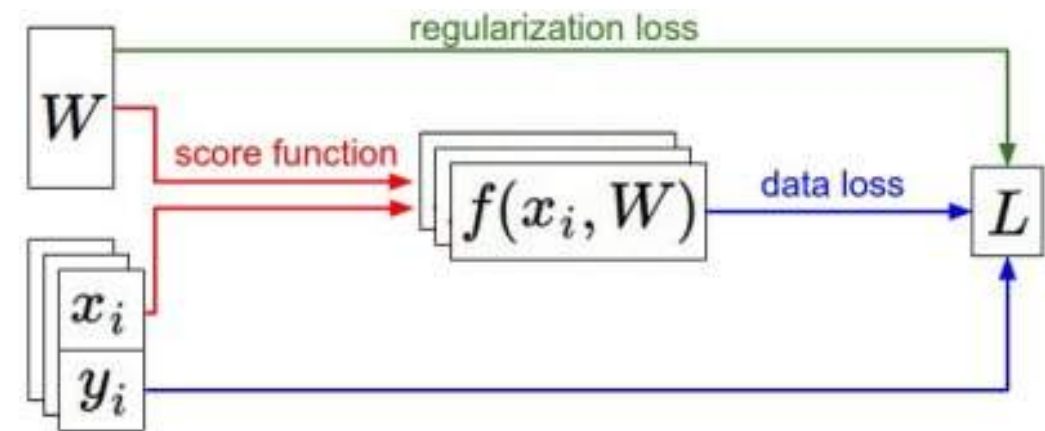 regularization loss
W
score function
f(x_i, W)
data loss
L
x_i
y_i